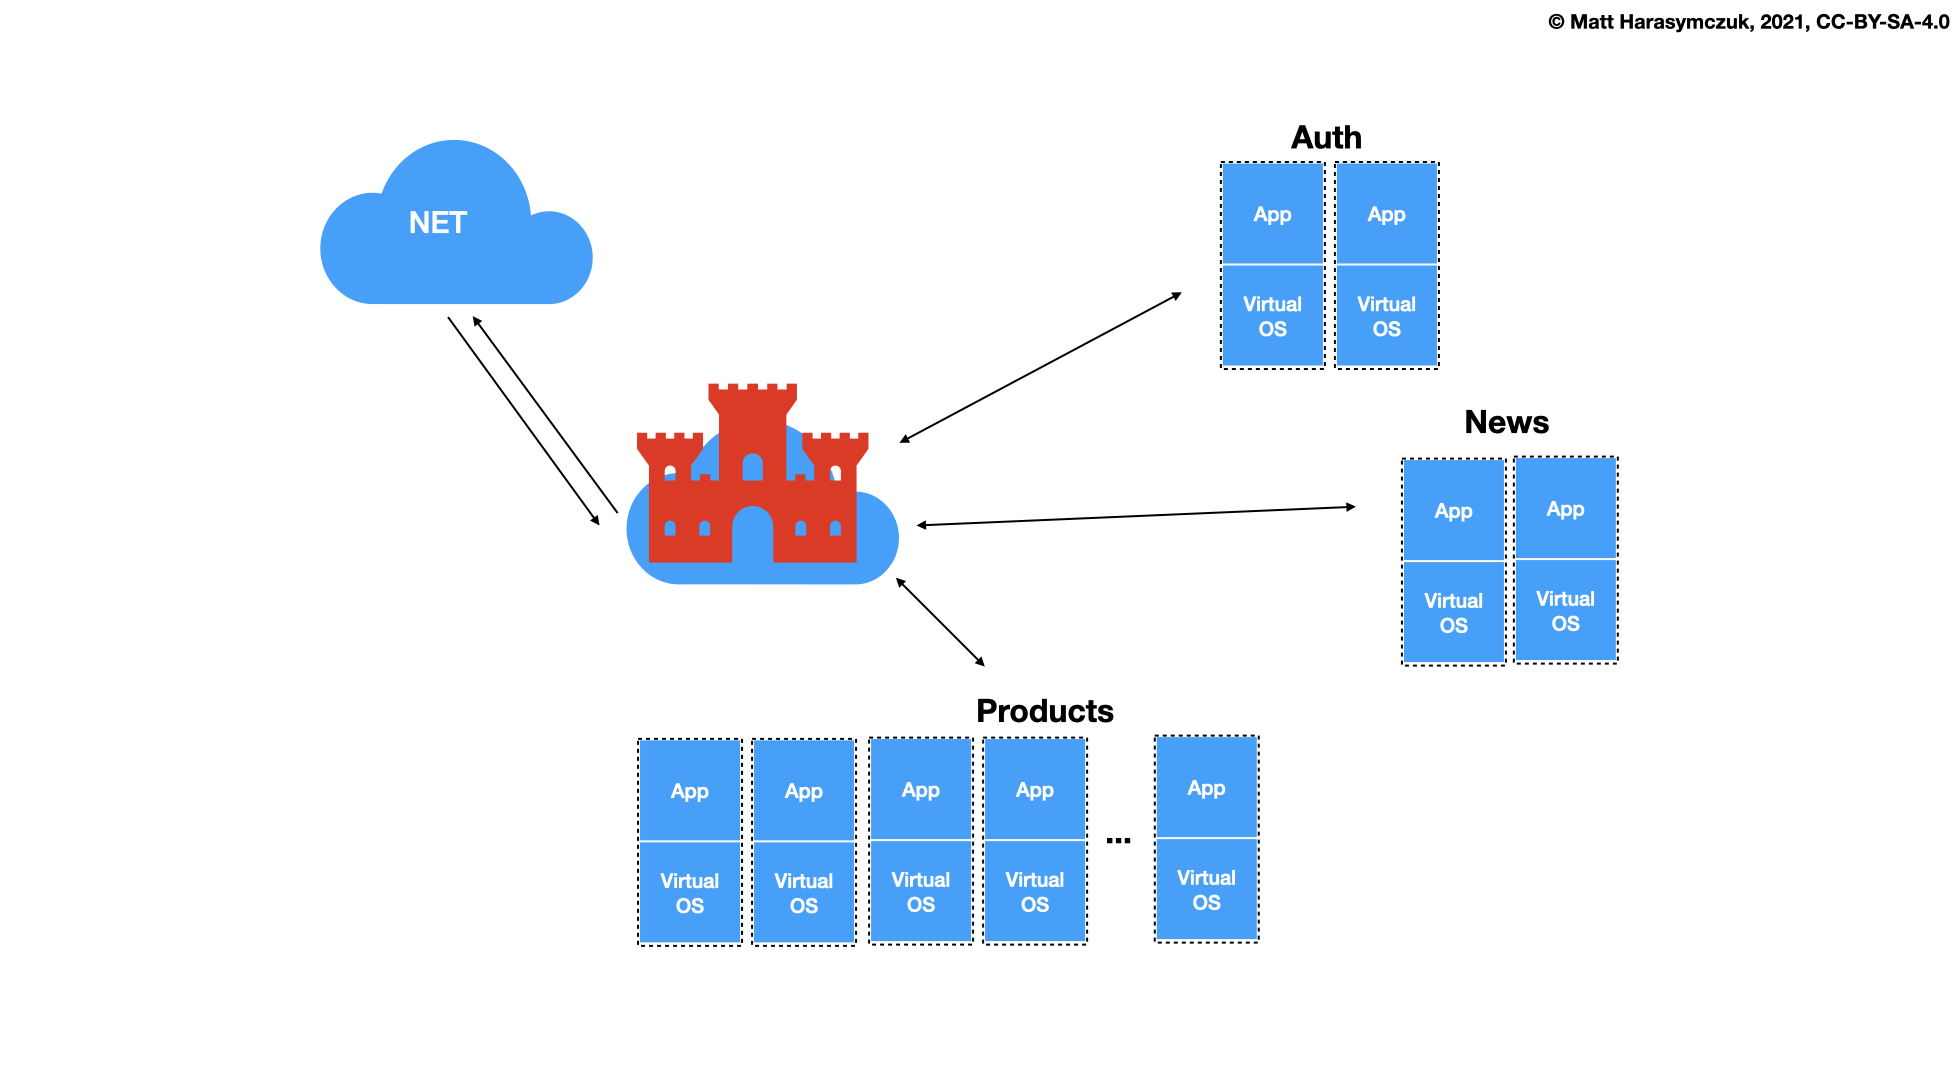 © Matt Harasymczuk, 2021, CC-BY-SA-4.0
NET
Auth
App
Virtual
OS
App
Virtual
OS
News
App
Virtual
OS
App
Virtual
OS
Products
App
Virtual
OS
App
Virtual
OS
App
Virtual
OS
App
Virtual
OS
...
App
Virtual
OS